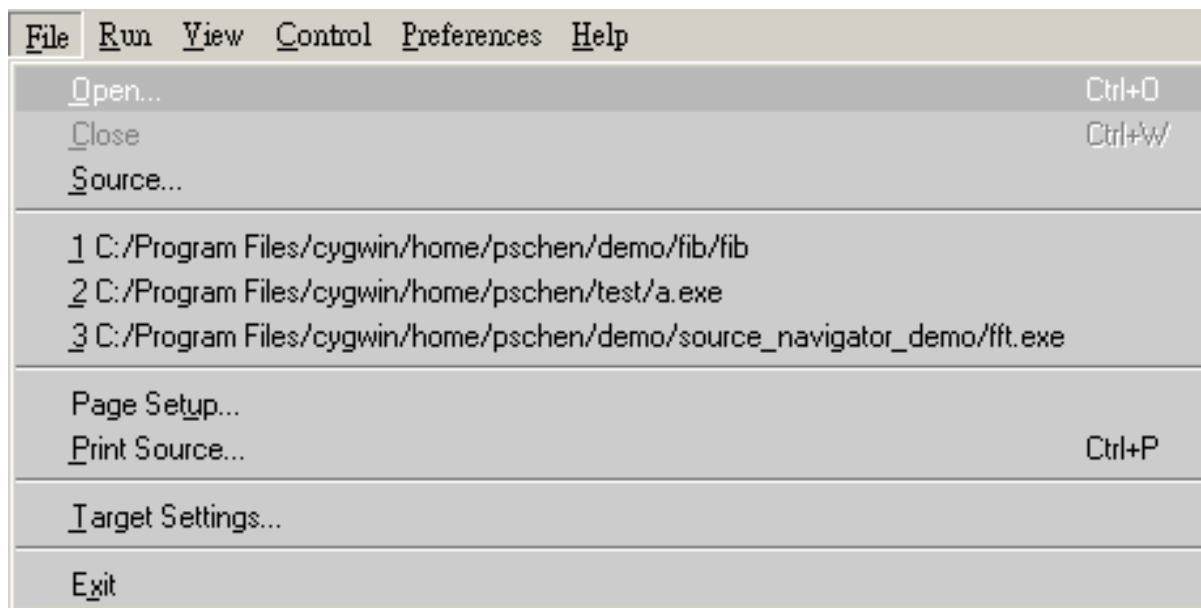 File Run View Control Preferences Help
Open... Ctrl+O
Close Ctrl+W
Source...
1 C:/Program Files/cygwin/home/pschen/demo/fib/fib
2 C:/Program Files/cygwin/home/pschen/test/a.exe
3 C:/Program Files/cygwin/home/pschen/demo/source_navigator_demo/fft.exe
Page Setup...
Print Source... Ctrl+P
Target Settings...
Exit